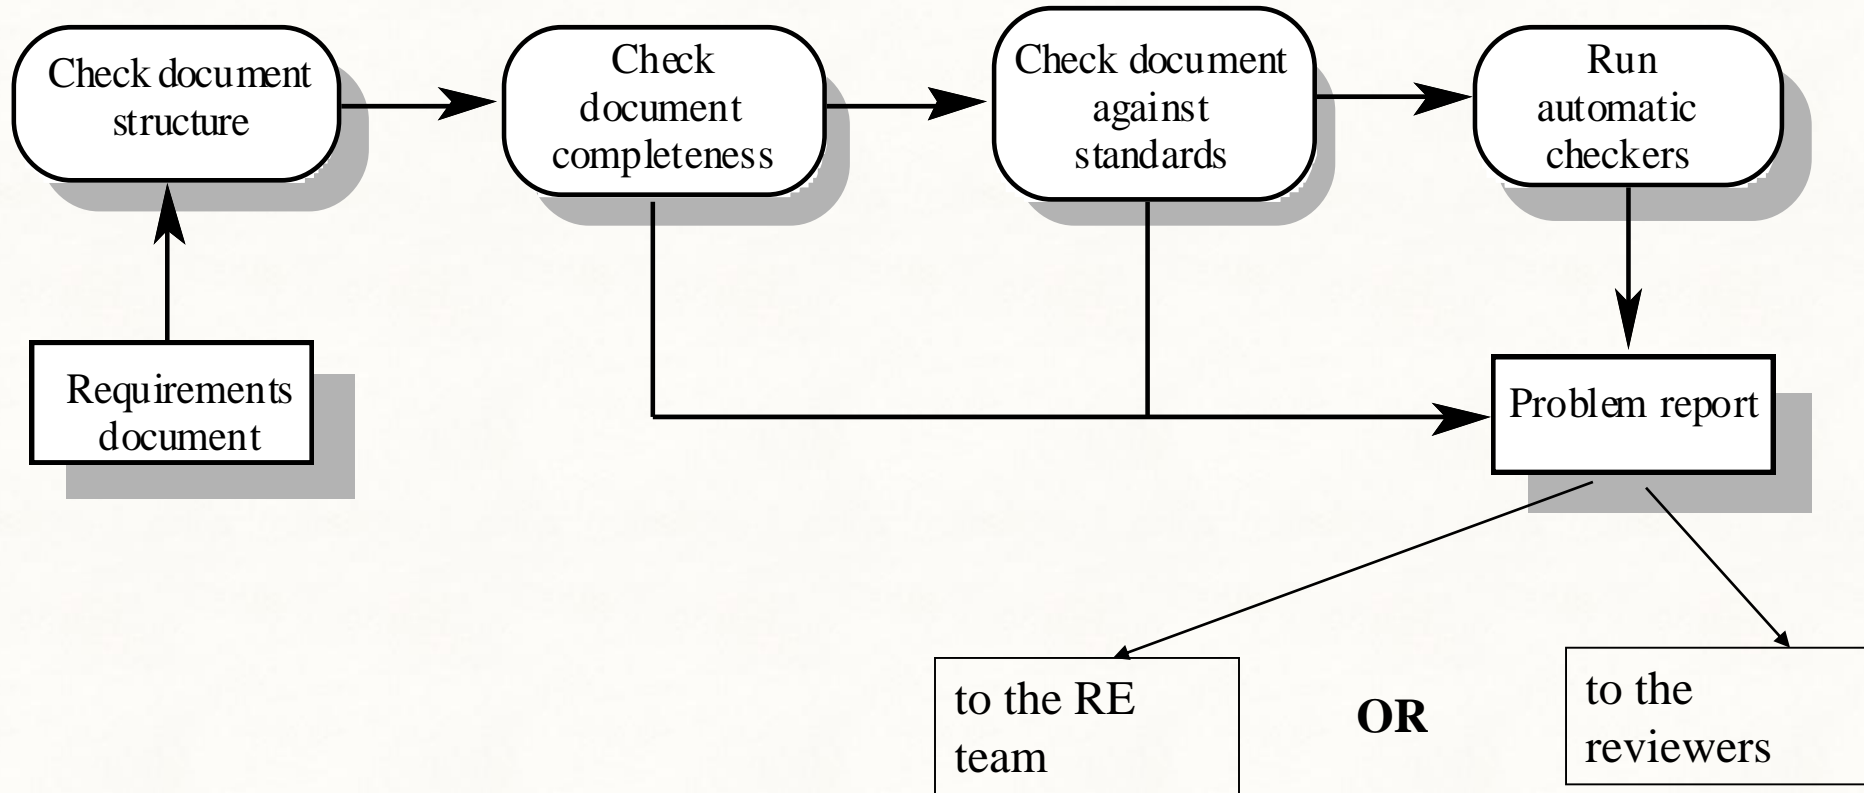 Check document
structure
Check
document
completeness
Check document
against
standards
Run
automatic
checkers
Requirements
document
Problem report
to the RE
team
OR
to the
reviewers